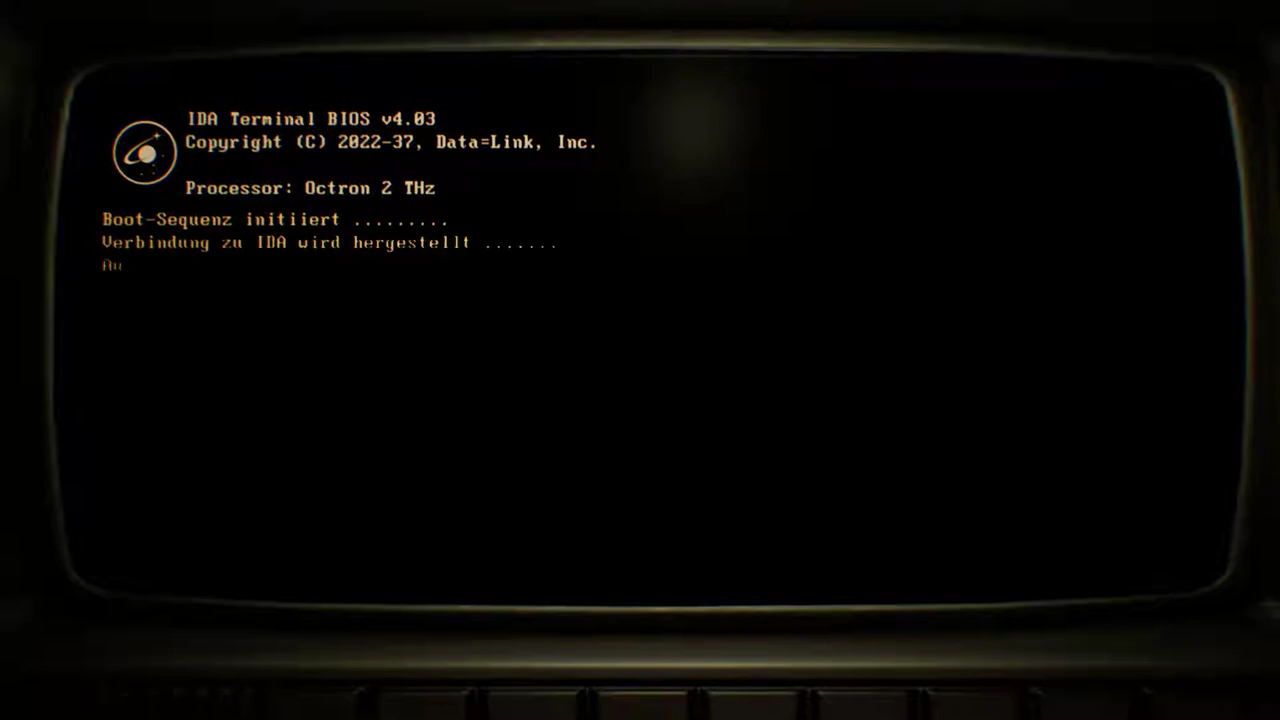 IDA Terminal BIOS v4.03
Copyright (C) 2022-37, Data=Link, Inc.
Processor: Octron 2 THz
Boot-Sequenz initiiert .........
Verbindung zu IDA wird hergestellt .......
Au